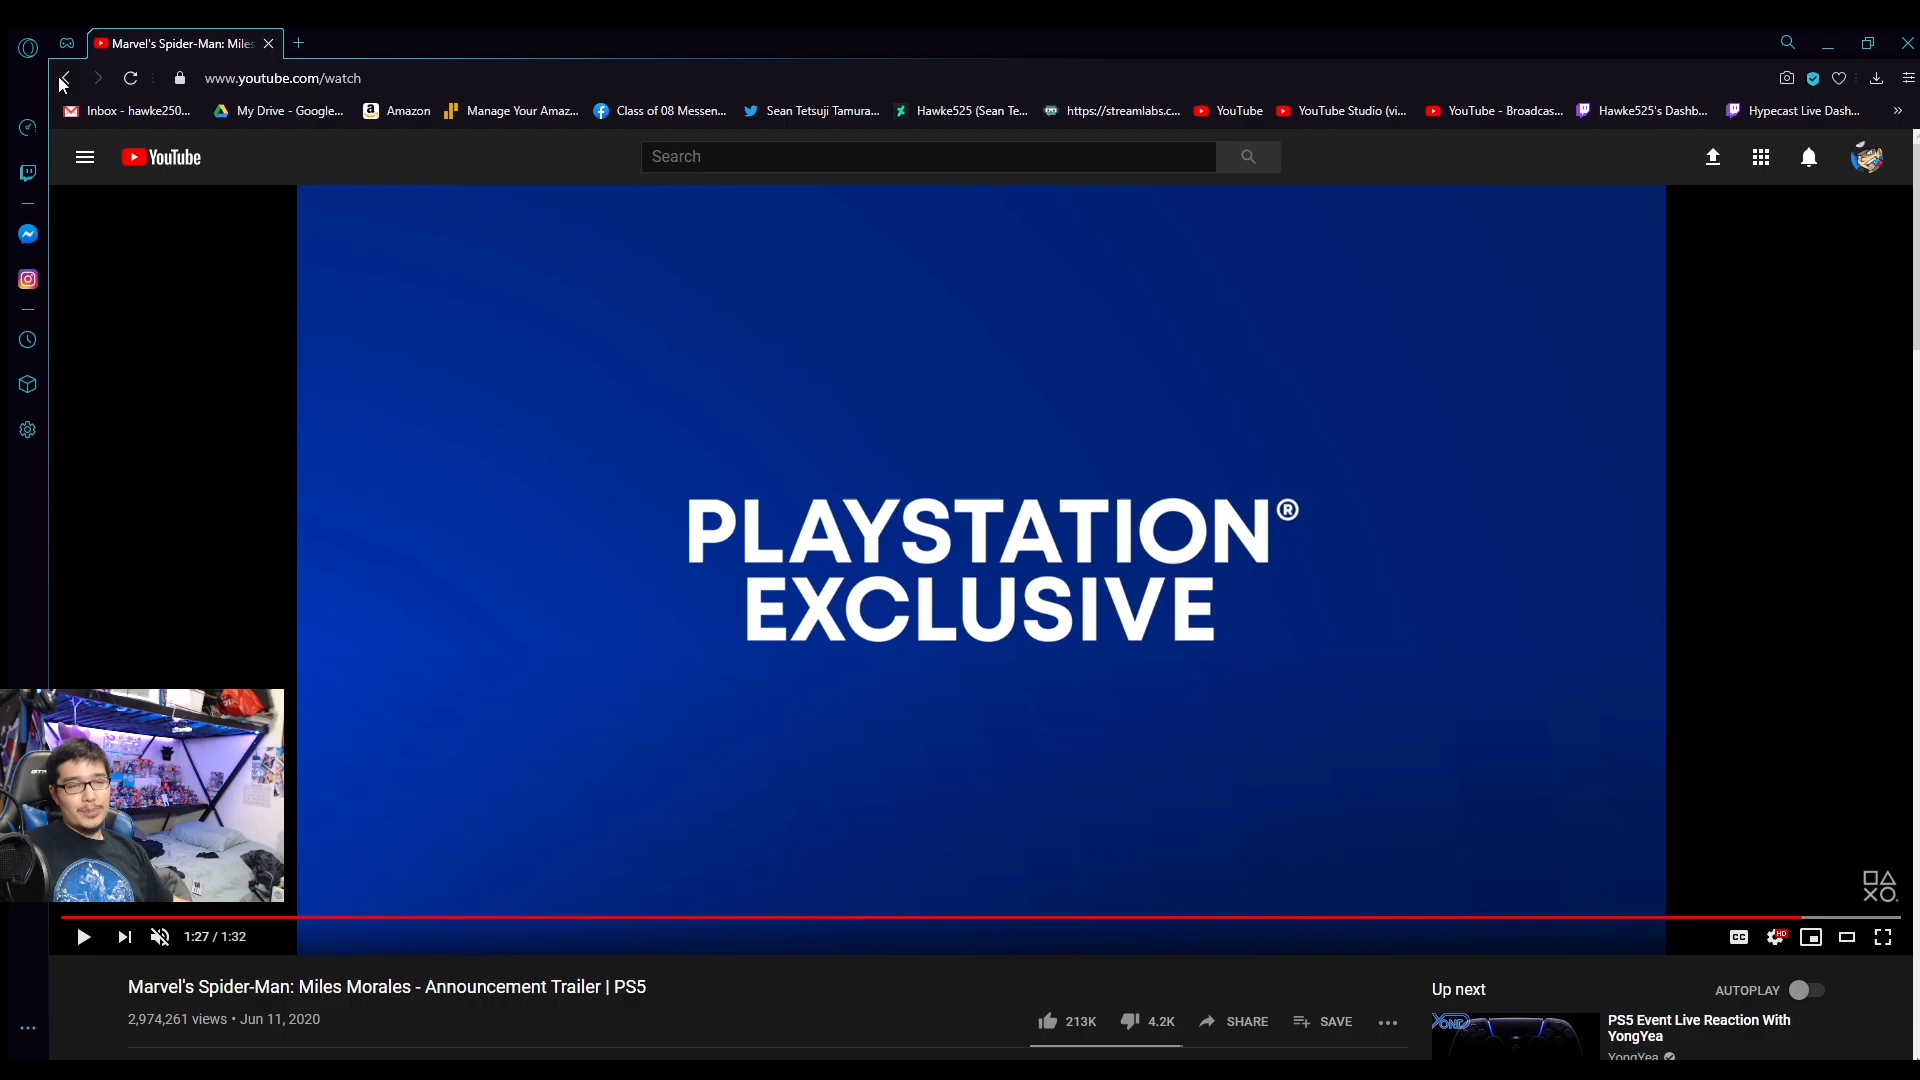 Marvel's Spider-Man: Miles
www.youtube.com/watch
Inbox - hawke250...
My Drive - Google...
Amazon
Manage Your Amaz...
Class of 08 Messen...
Sean Tetsuji Tamura...
Hawke525 (Sean Te...
https://streamlabs.c...
YouTube
YouTube Studio (vi...
YouTube - Broadcas...
Hawke525's Dashb...
Hypecast Live Dash...
YouTube
Search
PLAYSTATION®
EXCLUSIVE
1:27 / 1:32
CC
HD
Marvel's Spider-Man: Miles Morales - Announcement Trailer | PS5
2,974,261 views • Jun 11, 2020
213K
4.2K
SHARE
SAVE
Up next
AUTOPLAY
YONG
PS5 Event Live Reaction With
YongYea
YongYea